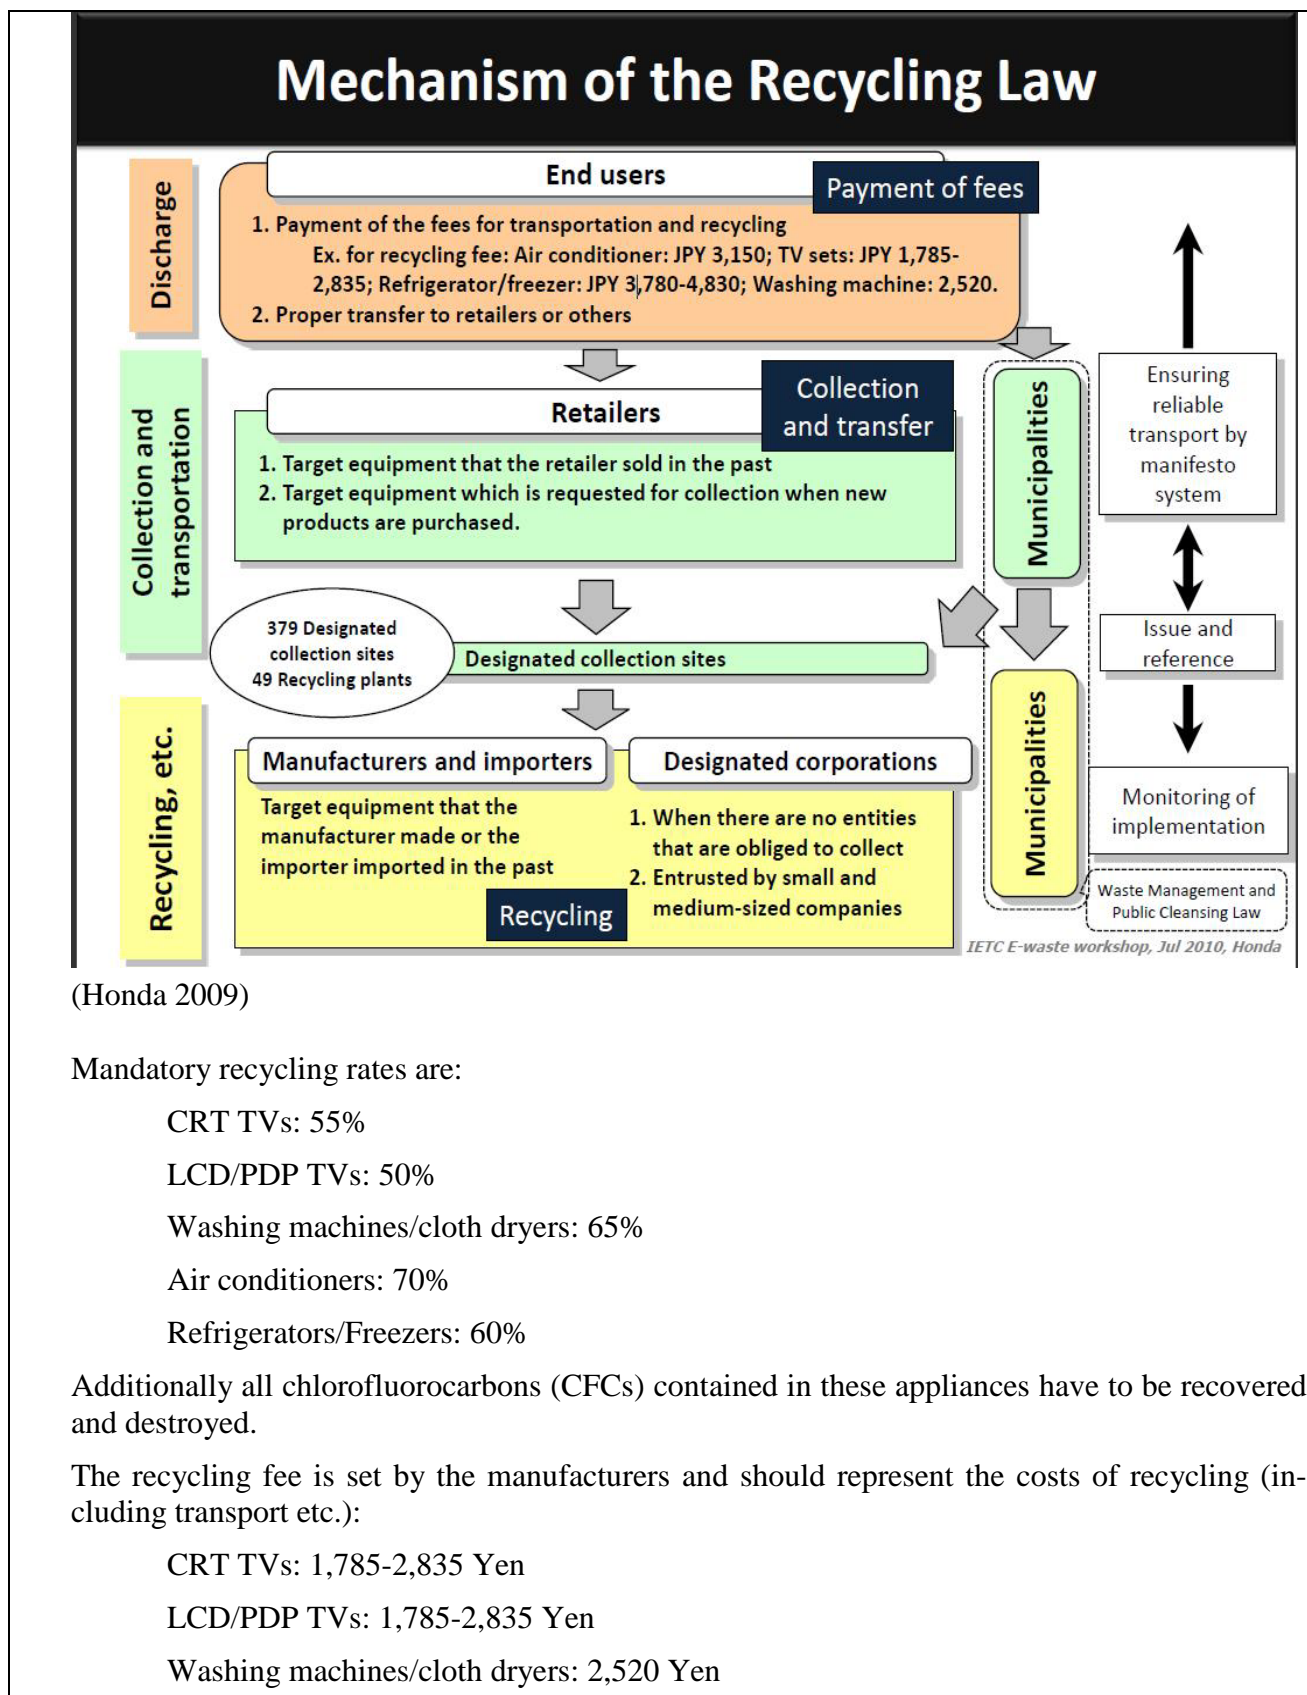 Mechanism of the Recycling Law
Discharge
End users
Payment of fees
1. Payment of the fees for transportation and recycling
Ex. for recycling fee: Air conditioner: JPY 3,150; TV sets: JPY 1,785-
2,835; Refrigerator/freezer: JPY 3,780-4,830; Washing machine: 2,520.
2. Proper transfer to retailers or others
Collection and
transportation
Retailers
Collection
and transfer
1. Target equipment that the retailer sold in the past
2. Target equipment which is requested for collection when new
products are purchased.
Municipalities
Ensuring
reliable
transport by
manifesto
system
379 Designated
collection sites
49 Recycling plants
Designated collection sites
Issue and
reference
Recycling, etc.
Manufacturers and importers
Target equipment that the
manufacturer made or the
importer imported in the past
Recycling
Designated corporations
1. When there are no entities
that are obliged to collect
2. Entrusted by small and
medium-sized companies
Municipalities
Monitoring of
implementation
Waste Management and
Public Cleansing Law
IETC E-waste workshop, Jul 2010, Honda
(Honda 2009)
Mandatory recycling rates are:
CRT TVs: 55%
LCD/PDP TVs: 50%
Washing machines/cloth dryers: 65%
Air conditioners: 70%
Refrigerators/Freezers: 60%
Additionally all chlorofluorocarbons (CFCs) contained in these appliances have to be recovered
and destroyed.
The recycling fee is set by the manufacturers and should represent the costs of recycling (in-
cluding transport etc.):
CRT TVs: 1,785-2,835 Yen
LCD/PDP TVs: 1,785-2,835 Yen
Washing machines/cloth dryers: 2,520 Yen